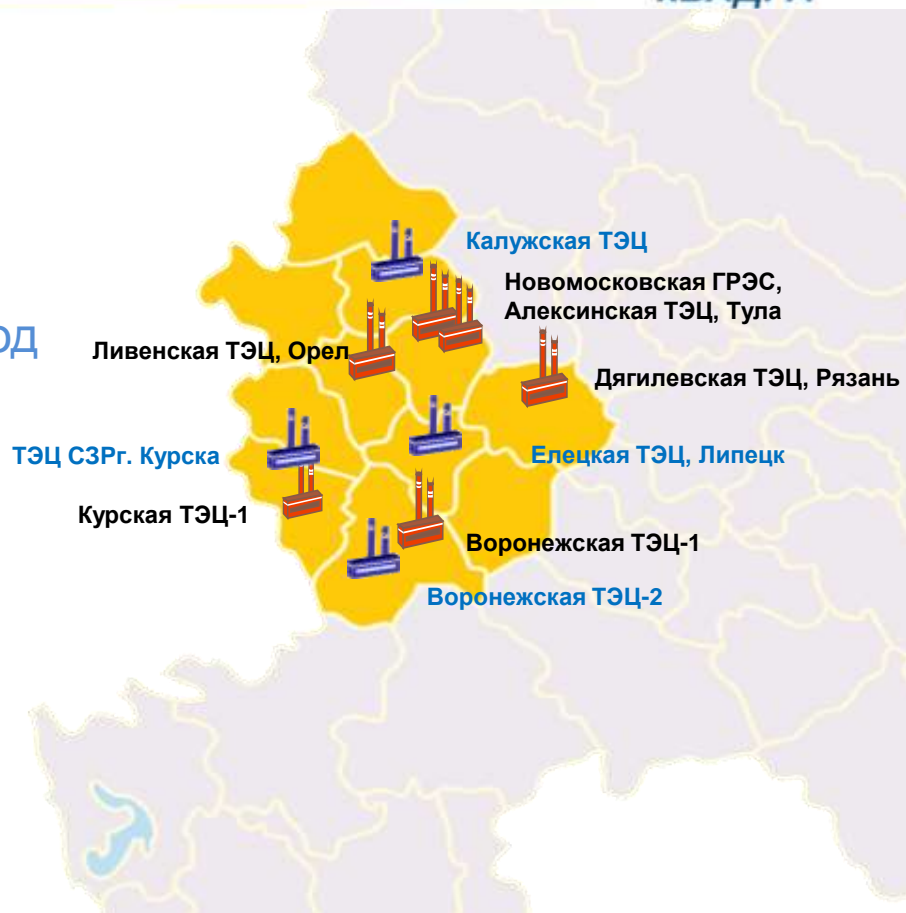 Калужская ТЭЦ
Новомосковская ГРЭС,
Алексинская ТЭЦ, Тула
Ливенская ТЭЦ, Орел
Дягилевская ТЭЦ, Рязань
ТЭЦ СЗРг. Курска
Елецкая ТЭЦ, Липецк
Курская ТЭЦ-1
Воронежская ТЭЦ-1
Воронежская ТЭЦ-2